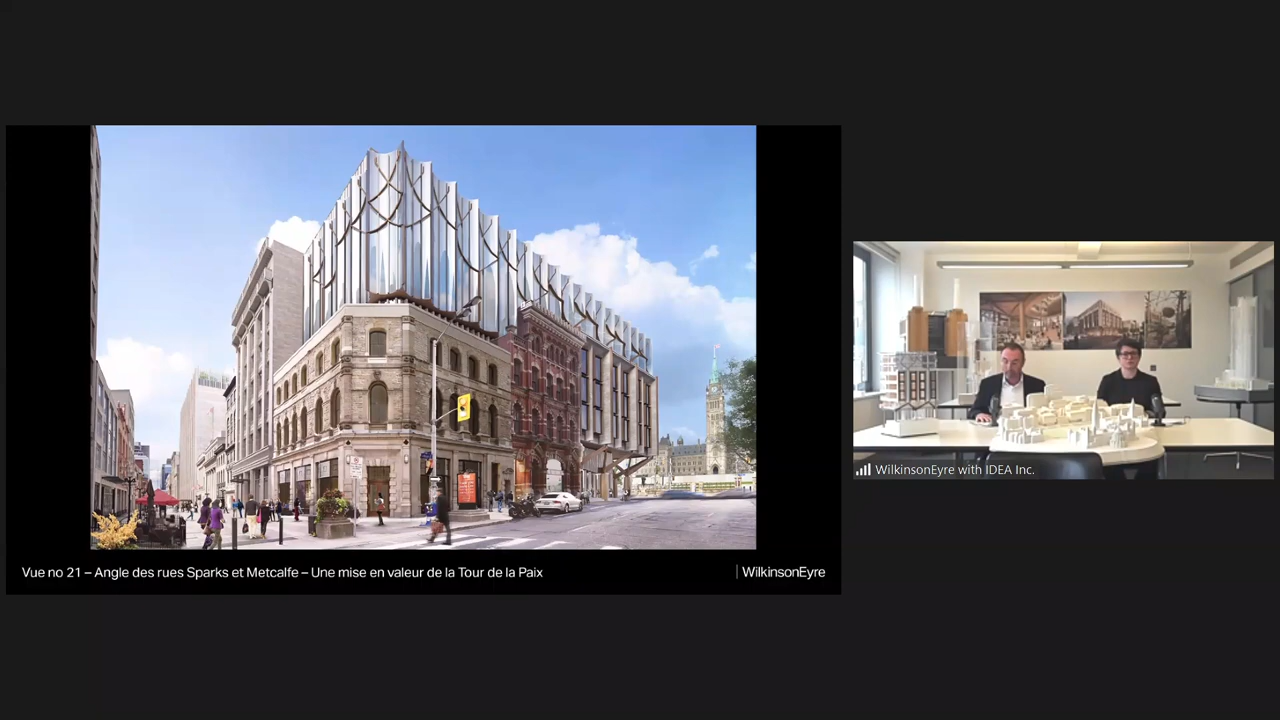 Vue no 21 – Angle des rues Sparks et Metcalfe – Une mise en valeur de la Tour de la Paix
WilkinsonEyre
WilkinsonEyre with IDEA Inc.